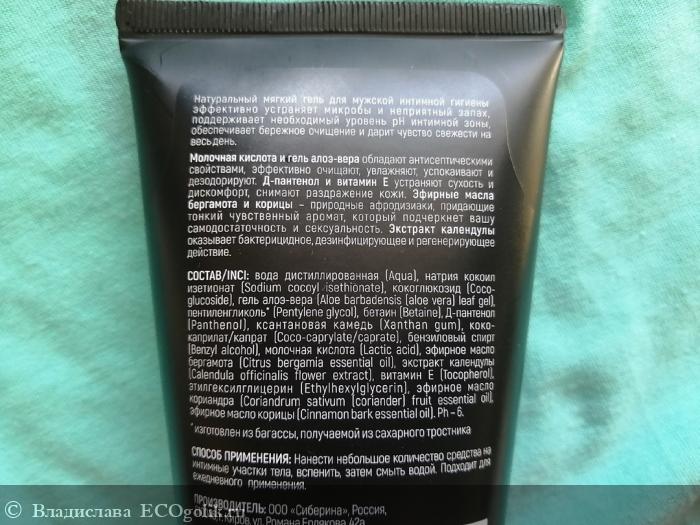 Натуральный мягкий гель для мужской интимной гигиены
эффективно устраняет микробы и неприятный запах,
поддерживает необходимый уровень pH интимной зоны,
обеспечивает бережное очищение и дарит чувство свежести на
весь день.
Молочная кислота и гель алоэ-вера обладают антисептическими
свойствами, эффективно очищают, увлажняют, успокаивают и
дезодорируют. Д-пантенол и витамин Е устраняют сухость и
дискомфорт, снимают раздражение кожи. Эфирные масла
бергамота и корицы – природные афродизиаки, придающие
тонкий чувственный аромат, который подчеркнет вашу
самодостаточность и сексуальность. Экстракт календулы
оказывает бактерицидное, дезинфицирующее и регенерирующее
действие.
СОСТАВ/INCI: вода дистиллированная (Aqua), натрия кокоил
изетионат (Sodium cocoyl isethionate), кокоглюкозид (Coco-
glucoside), гель алоэ-вера (Aloe barbadensis (aloe vera) leaf gel),
пентиленгликоль* (Pentylene glycol), бетаин (Betaine), Д-пантенол
(Panthenol), ксантановая камедь (Xanthan gum), коко-
каприлат/капрат (Coco-caprylate/caprate), бензиловый спирт
(Benzyl alcohol), молочная кислота (Lactic acid), эфирное масло
бергамота (Citrus bergamia essential oil), экстракт календулы
(Calendula officinalis flower extract), витамин Е (Tocopherol),
этилгексилглицерин (Ethylhexylglycerin), эфирное масло
кориандра (Coriandrum sativum (coriander) fruit essential oil),
эфирное масло корицы (Cinnamon bark essential oil). Ph – 6.
*изготовлен из багассы, получаемой из сахарного тростника
СПОСОБ ПРИМЕНЕНИЯ: Нанести небольшое количество средства на
интимные участки тела, вспенить, затем смыть водой. Подходит для
ежедневного применения.
ПРОИЗВОДИТЕЛЬ: ООО «Сиберина», Россия,
г. Киров, ул. Романа Ердякова, 42а
© Владислава ECOgolik.ru